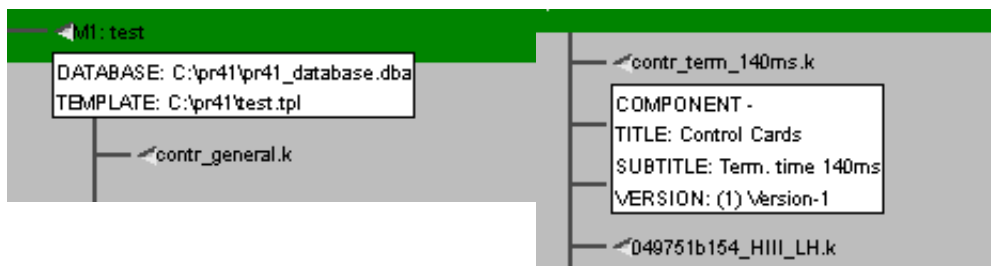 M1: test
DATABASE: C:\pr41\pr41_database.dba
TEMPLATE: C:\pr41\test.tpl
contr_general.k
contr_term_140ms.k
COMPONENT -
TITLE: Control Cards
SUBTITLE: Term. time 140ms
VERSION: (1) Version-1
049751b154_HIII_LH.k